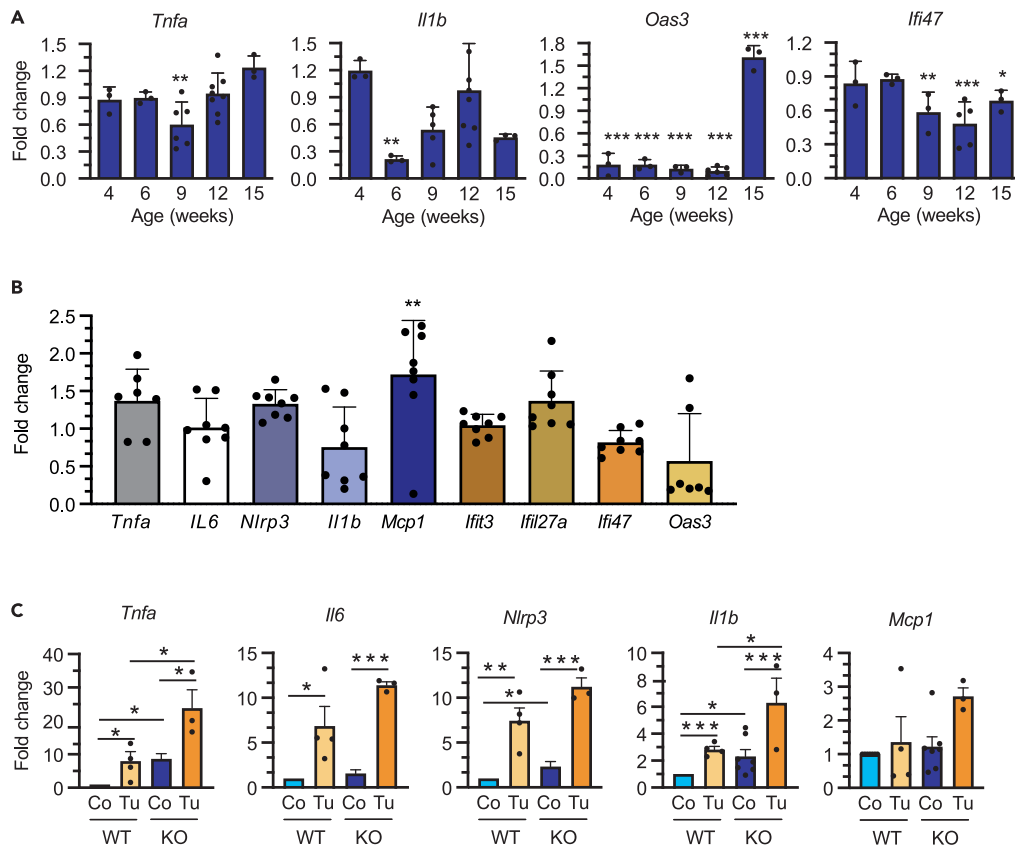 A
Tnfa Il1b Oas3 Ifi47
Fold change
1.5 1.2 0.9 0.6 0.3 0.0
**
4 6 9 12 15
Age (weeks)
1.5 1.2 0.9 0.6 0.3 0.0
**
4 6 9 12 15
Age (weeks)
1.8 1.5 1.2 0.9 0.6 0.3 0.0
*** *** *** *** ***
4 6 9 12 15
Age (weeks)
1.2 0.9 0.6 0.3 0.0
** *** *
4 6 9 12 15
Age (weeks)
B
Fold change
2.5
2.0
1.5
1.0
0.5
0.0
**
Tnfa IL6 Nlrp3 Il1b Mcp1 Ifit3 Ifil27a Ifi47 Oas3
C
Tnfa Il6 Nlrp3 Il1b Mcp1
Fold change
40 30 20 10 0
* * * *
Co Tu Co Tu
WT KO
15 10 5 0
* ***
Co Tu Co Tu
WT KO
15 10 5 0
** *** *
Co Tu Co Tu
WT KO
10 8 6 4 2 0
* *** * ***
Co Tu Co Tu
WT KO
4 3 2 1 0
Co Tu Co Tu
WT KO